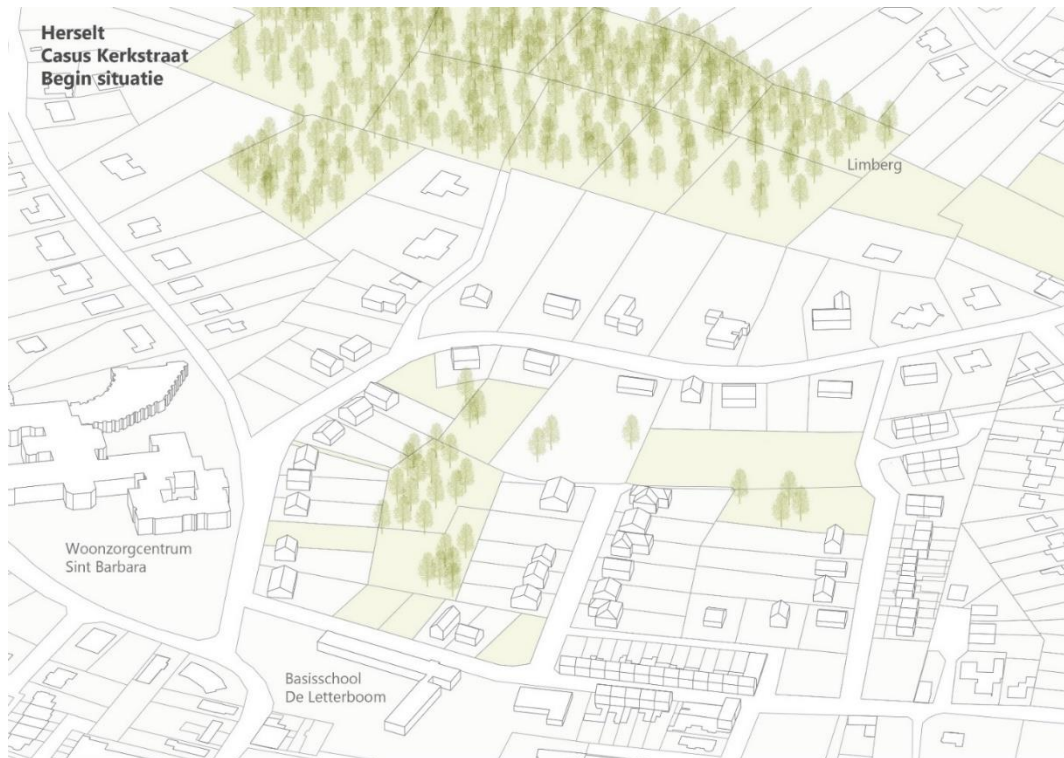 Herselt
Casus Kerkstraat
Begin situatie
Limberg
Woonzorgcentrum
Sint Barbara
Basisschool
De Letterboom